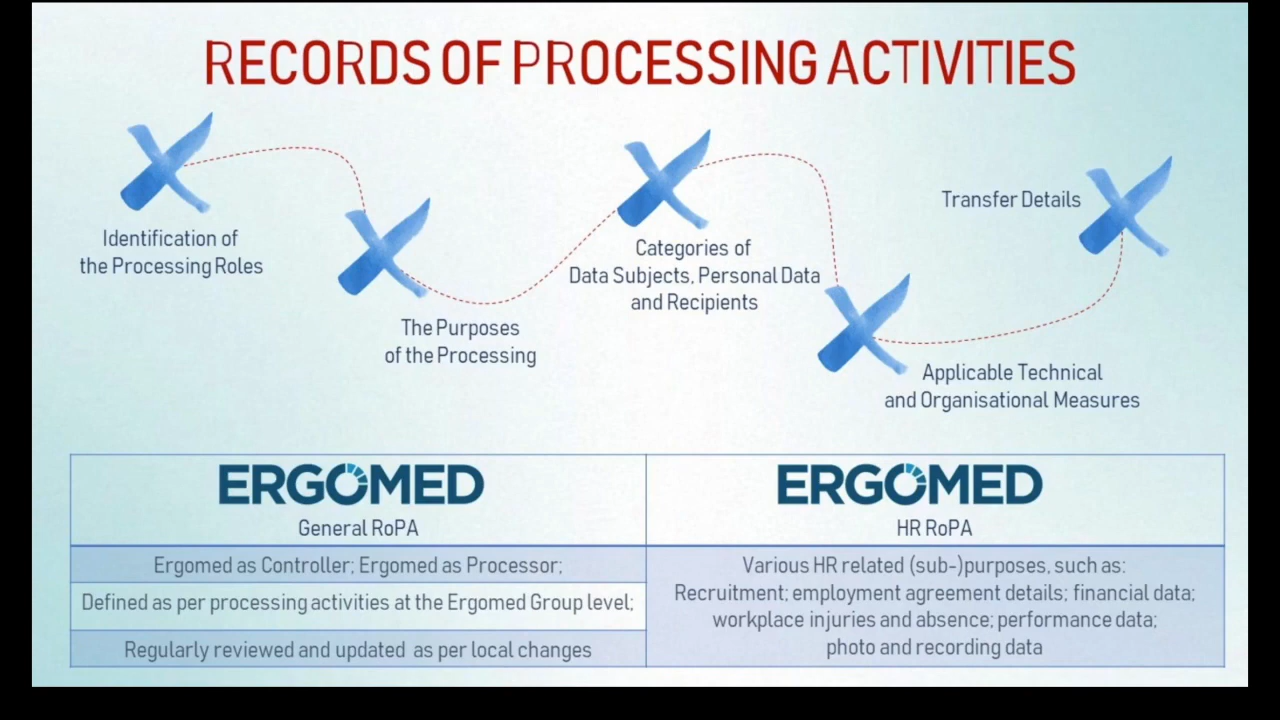 RECORDS OF PROCESSING ACTIVITIES
Identification of
the Processing Roles
The Purposes
of the Processing
Categories of
Data Subjects, Personal Data
and Recipients
Applicable Technical
and Organisational Measures
Transfer Details
ERGOMED
General RoPA
Ergomed as Controller; Ergomed as Processor;
Defined as per processing activities at the Ergomed Group level;
Regularly reviewed and updated as per local changes
ERGOMED
HR RoPA
Various HR related (sub-)purposes, such as:
Recruitment; employment agreement details; financial data;
workplace injuries and absence; performance data;
photo and recording data